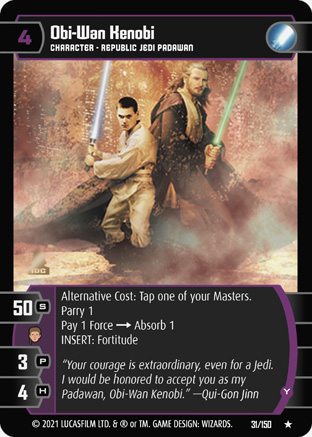 4 Obi-Wan Kenobi
CHARACTER · REPUBLIC JEDI PADAWAN
IDC
50 S
3 P
4 H
Alternative Cost: Tap one of your Masters.
Parry 1
Pay 1 Force → Absorb 1
INSERT: Fortitude
“Your courage is extraordinary, even for a Jedi.
I would be honored to accept you as my
Padawan, Obi-Wan Kenobi.” —Qui-Gon Jinn
Y
© 2021 LUCASFILM LTD. & ® OR TM. GAME DESIGN: WIZARDS. 31/150 ★